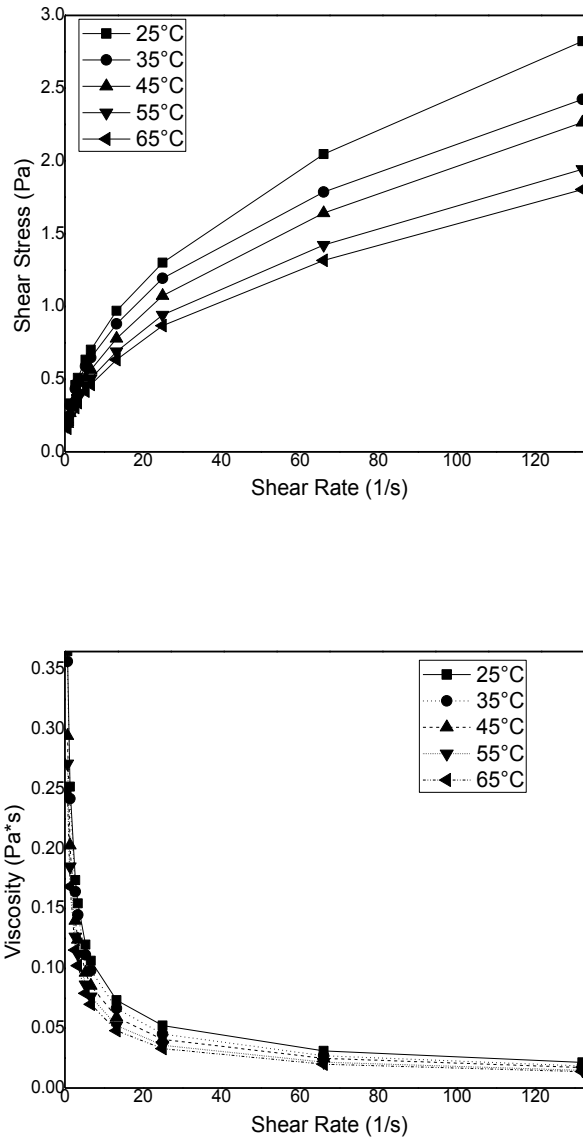 3.0
2.5
2.0
1.5
1.0
0.5
0.0
Shear Stress (Pa)
25°C
35°C
45°C
55°C
65°C
0 20 40 60 80 100 120
Shear Rate (1/s)
0.35
0.30
0.25
0.20
0.15
0.10
0.05
0.00
Viscosity (Pa*s)
25°C
35°C
45°C
55°C
65°C
0 20 40 60 80 100 120
Shear Rate (1/s)